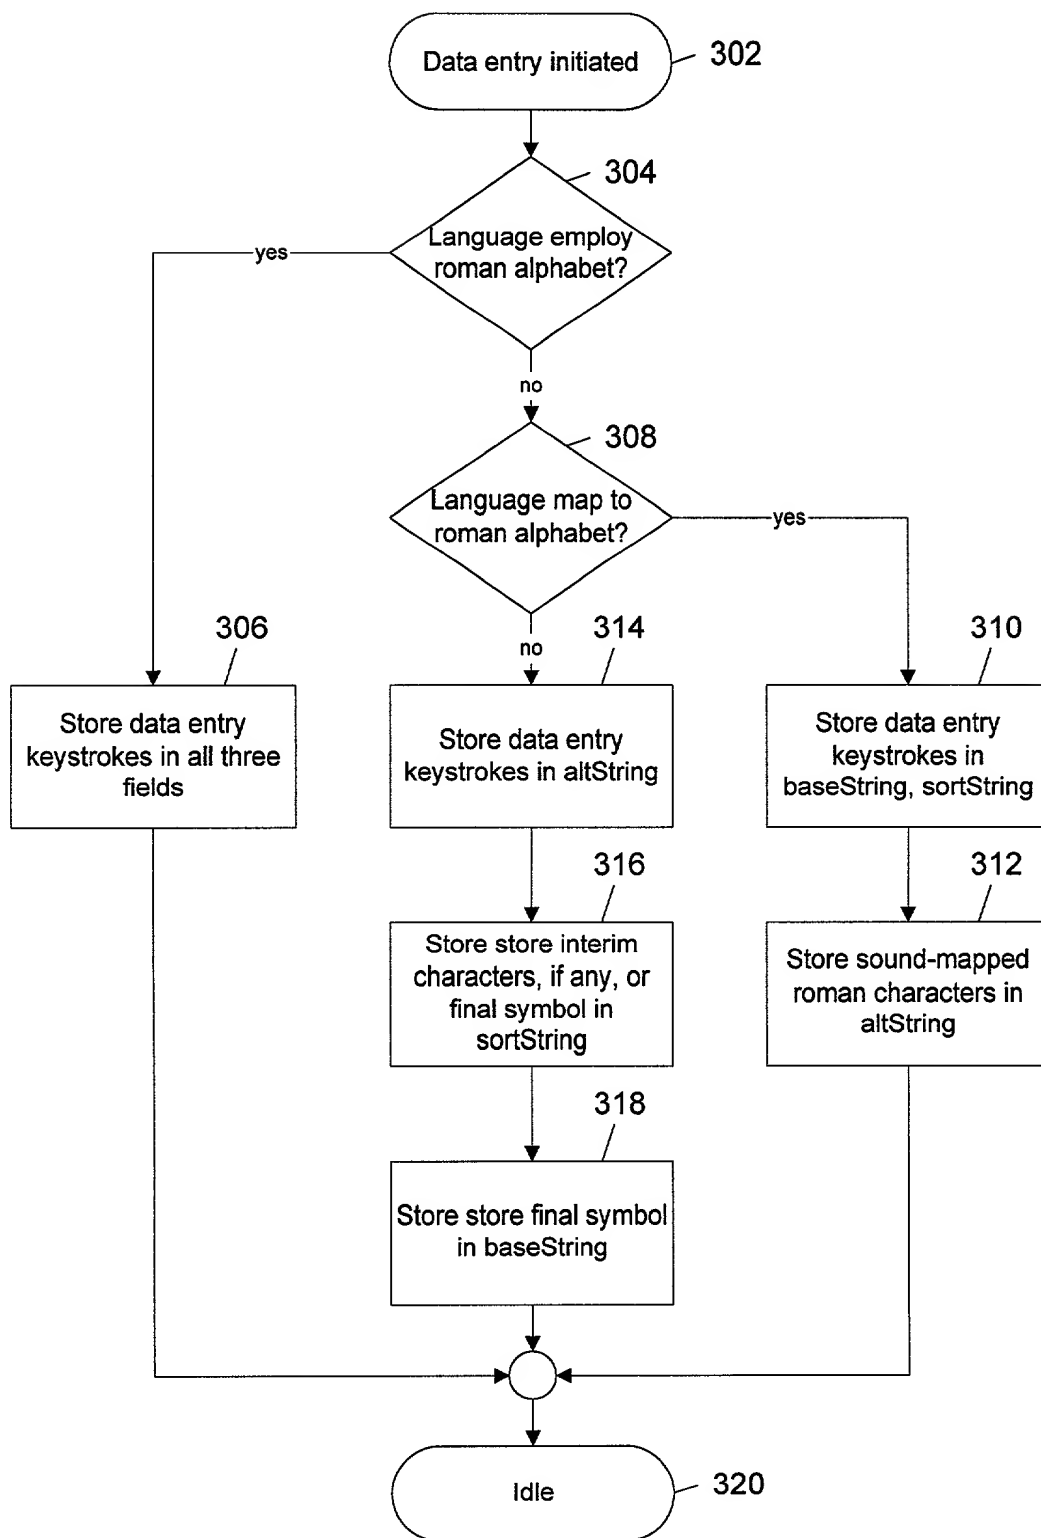 Data entry initiated
302
304
Language employ
roman alphabet?
yes
no
308
Language map to
roman alphabet?
yes
no
306
Store data entry
keystrokes in all three
fields
314
Store data entry
keystrokes in altString
310
Store data entry
keystrokes in
baseString, sortString
316
Store store interim
characters, if any, or
final symbol in
sortString
312
Store sound-mapped
roman characters in
altString
318
Store store final symbol
in baseString
Idle
320